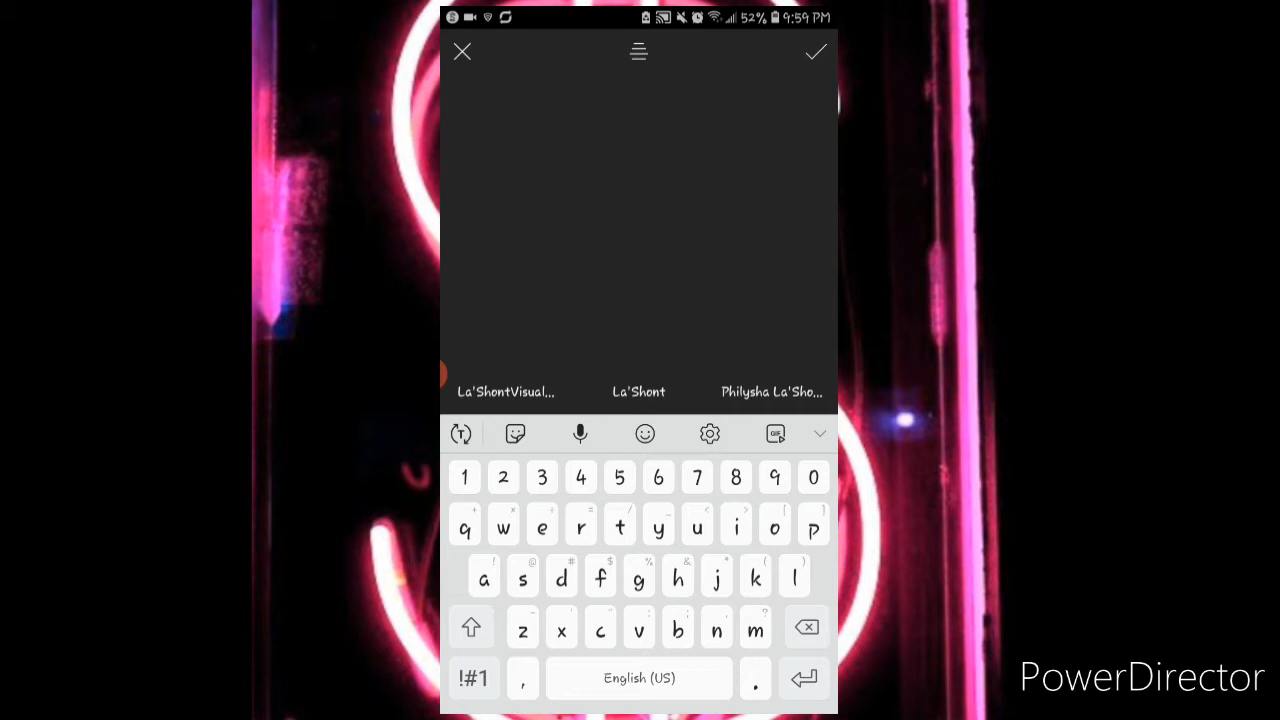 52% 9:59 PM
La'ShontVisual... La'Shont Philysha La'Sho...
T GIF
1 2 3 4 5 6 7 8 9 0
+ × ÷ = / _ < > [ ]
q w e r t y u i o p
! @ # $ % & * ( )
a s d f g h j k l
- ' " : ; , ?
z x c v b n m
!#1 , English (US) .
PowerDirector